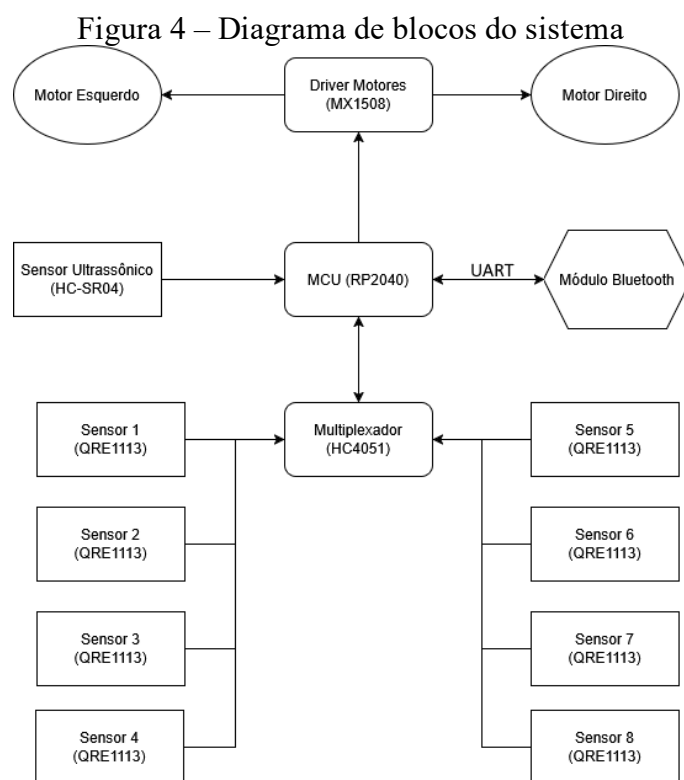 Figura 4 – Diagrama de blocos do sistema
Motor Esquerdo
Driver Motores
(MX1508)
Motor Direito
Sensor Ultrassônico
(HC-SR04)
MCU (RP2040)
UART
Módulo Bluetooth
Sensor 1
(QRE1113)
Multiplexador
(HC4051)
Sensor 5
(QRE1113)
Sensor 2
(QRE1113)
Sensor 6
(QRE1113)
Sensor 3
(QRE1113)
Sensor 7
(QRE1113)
Sensor 4
(QRE1113)
Sensor 8
(QRE1113)